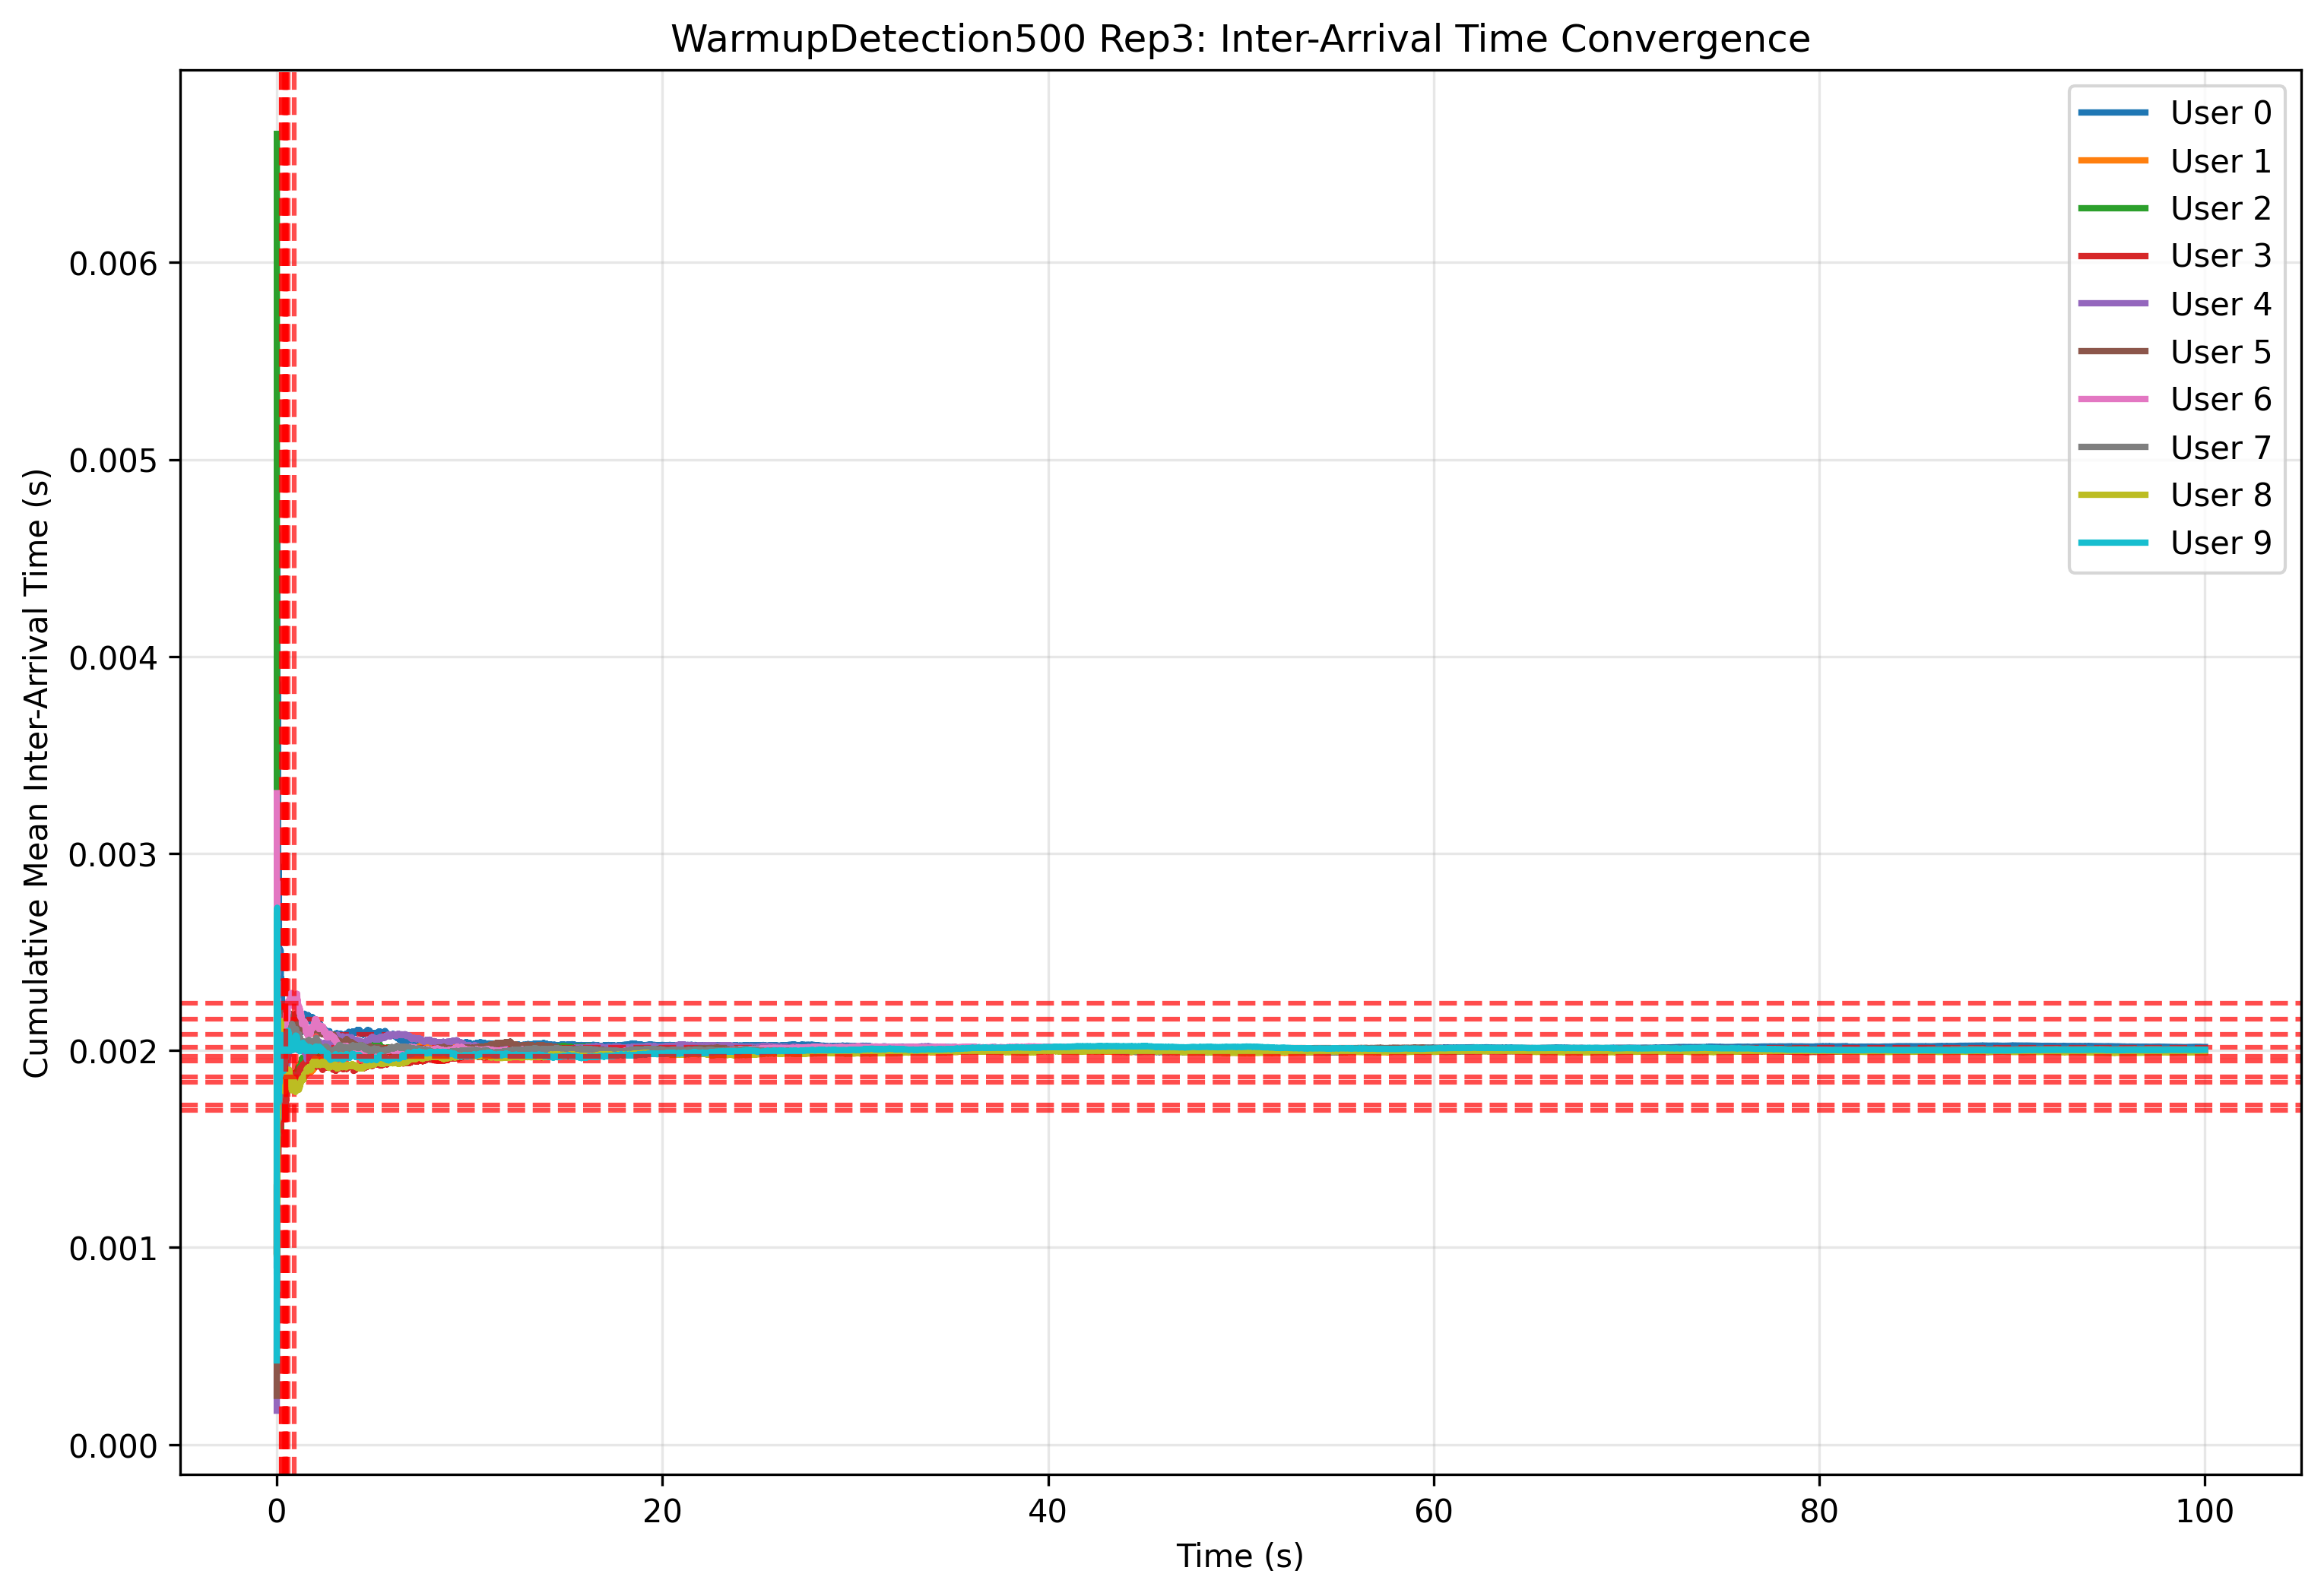 WarmupDetection500 Rep3: Inter-Arrival Time Convergence
User 0
User 1
User 2
User 3
User 4
User 5
User 6
User 7
User 8
User 9
Cumulative Mean Inter-Arrival Time (s)
0.006
0.005
0.004
0.003
0.002
0.001
0.000
0 20 40 60 80 100
Time (s)